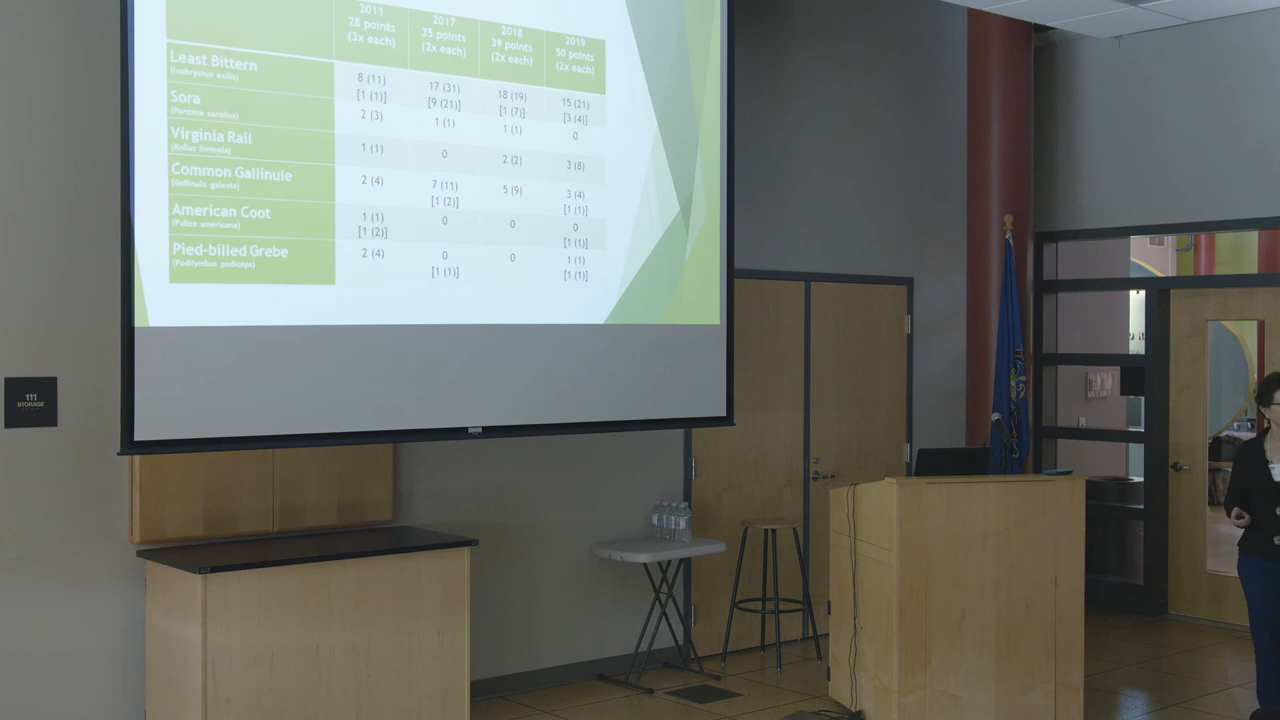 2011
28 points
(3x each)
2017
35 points
(2x each)
2018
39 points
(2x each)
2019
50 points
(2x each)
Least Bittern
(Ixobrychus exilis)
8 (11)
[1 (1)]
17 (31)
[9 (21)]
18 (19)
[1 (7)]
15 (21)
[3 (4)]
Sora
(Porzana carolina)
2 (3)
1 (1)
1 (1)
0
Virginia Rail
(Rallus limicola)
1 (1)
0
2 (2)
3 (8)
Common Gallinule
(Gallinula galeata)
2 (4)
7 (11)
[1 (2)]
5 (9)
3 (4)
[1 (1)]
American Coot
(Fulica americana)
1 (1)
[1 (2)]
0
0
0
[1 (1)]
Pied-billed Grebe
(Podilymbus podiceps)
2 (4)
0
[1 (1)]
0
1 (1)
[1 (1)]
111
STORAGE